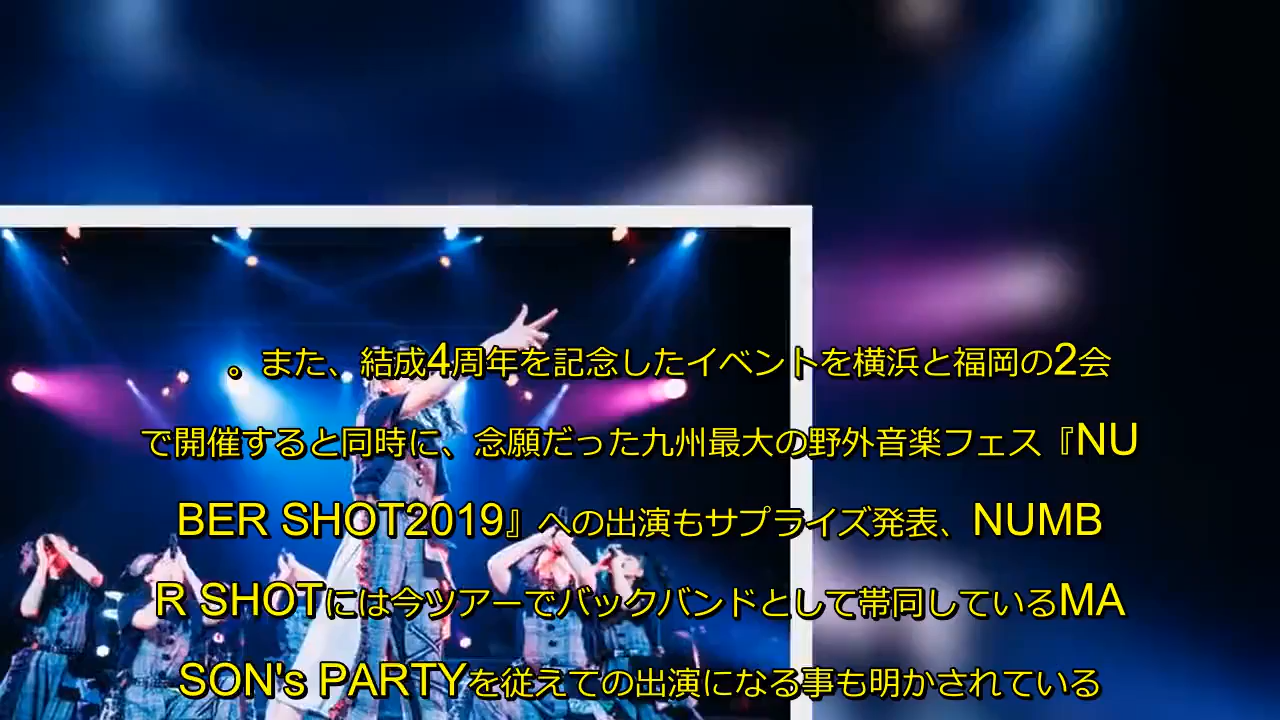 。また、結成4周年を記念したイベントを横浜と福岡の2会
で開催すると同時に、念願だった九州最大の野外音楽フェス『NU
BER SHOT2019』への出演もサプライズ発表、NUMB
R SHOTには今ツアーでバックバンドとして帯同しているMA
SON's PARTYを従えての出演になる事も明かされている